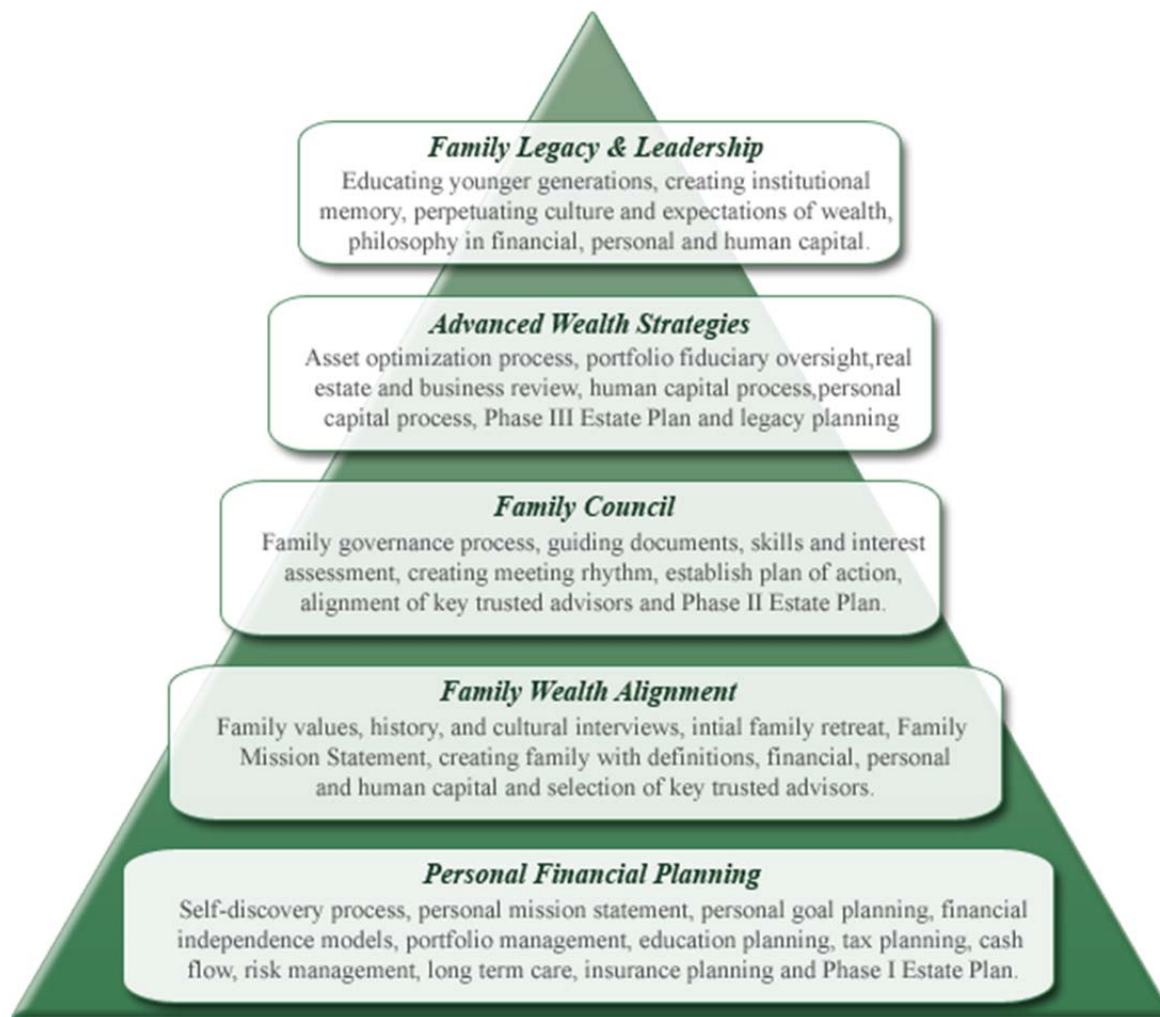 Family Legacy & Leadership
Educating younger generations, creating institutional
memory, perpetuating culture and expectations of wealth,
philosophy in financial, personal and human capital.
Advanced Wealth Strategies
Asset optimization process, portfolio fiduciary oversight,real
estate and business review, human capital process,personal
capital process, Phase III Estate Plan and legacy planning
Family Council
Family governance process, guiding documents, skills and interest
assessment, creating meeting rhythm, establish plan of action,
alignment of key trusted advisors and Phase II Estate Plan.
Family Wealth Alignment
Family values, history, and cultural interviews, intial family retreat, Family
Mission Statement, creating family with definitions, financial, personal
and human capital and selection of key trusted advisors.
Personal Financial Planning
Self-discovery process, personal mission statement, personal goal planning, financial
independence models, portfolio management, education planning, tax planning, cash
flow, risk management, long term care, insurance planning and Phase I Estate Plan.